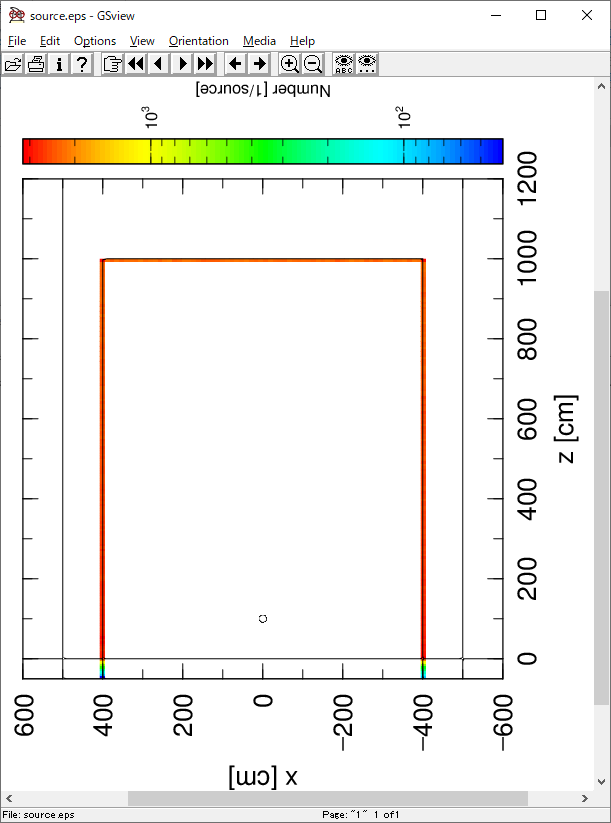 source.eps - GSview
File Edit Options View Orientation Media Help
i ? ABC
Number [1/source]
10³ 10²
1200
1000
800
600
400
200
0
z [cm]
600 400 200 0 −200 −400 −600
x [cm]
File: source.eps Page: "1" 1 of 1